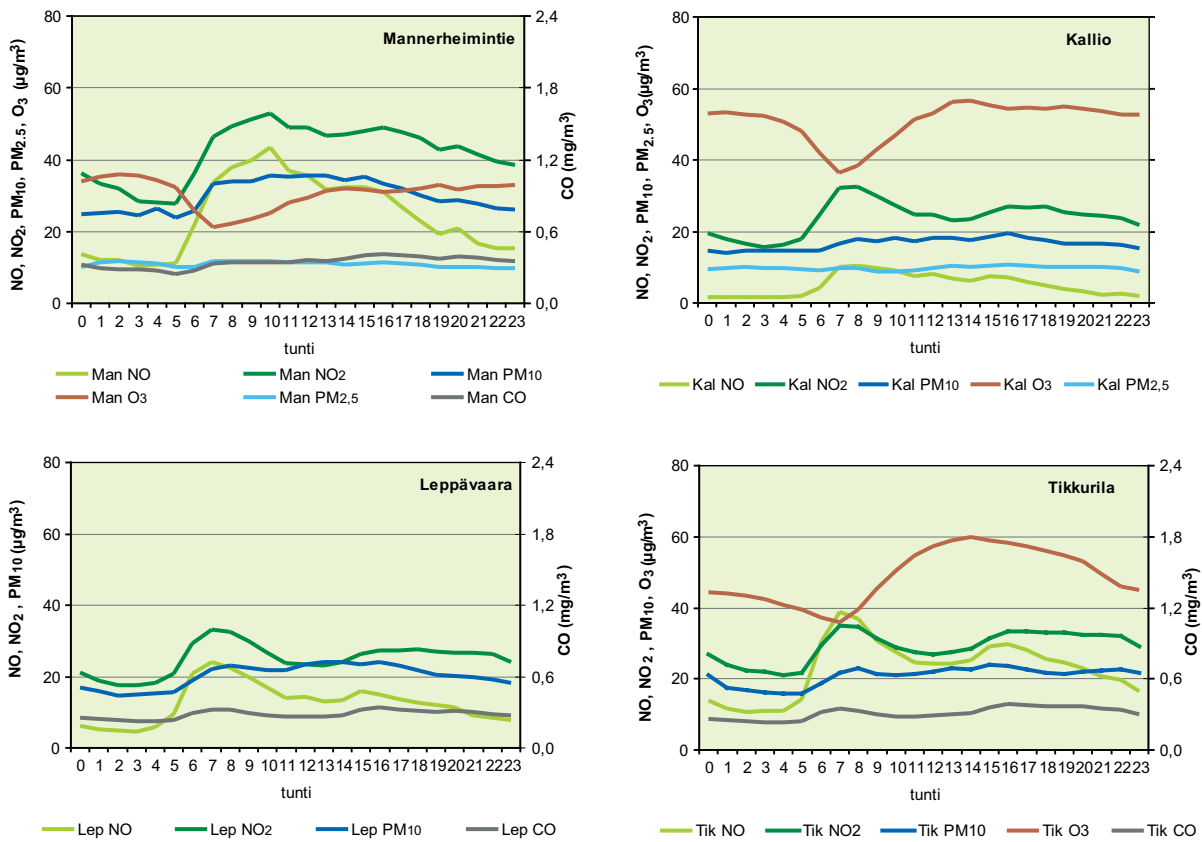 Mannerheimintie
NO, NO2, PM10, PM2.5, O3 (µg/m3)
80
60
40
20
0
2,4
1,8
1,2
0,6
0,0
CO (mg/m3)
0 1 2 3 4 5 6 7 8 9 10 11 12 13 14 15 16 17 18 19 20 21 22 23
tunti
Man NO Man NO2 Man PM10
Man O3 Man PM2,5 Man CO
Kallio
NO, NO2, PM10, PM2.5, O3(µg/m3)
80
60
40
20
0
0 1 2 3 4 5 6 7 8 9 10 11 12 13 14 15 16 17 18 19 20 21 22 23
tunti
Kal NO Kal NO2 Kal PM10 Kal O3 Kal PM2,5
Leppävaara
NO, NO2 , PM10 (µg/m3)
80
60
40
20
0
2,4
1,8
1,2
0,6
0,0
CO (mg/m3)
0 1 2 3 4 5 6 7 8 9 10 11 12 13 14 15 16 17 18 19 20 21 22 23
tunti
Lep NO Lep NO2 Lep PM10 Lep CO
Tikkurila
NO, NO2 , PM10, O3 (µg/m3)
80
60
40
20
0
2,4
1,8
1,2
0,6
0,0
CO (mg/m3)
0 1 2 3 4 5 6 7 8 9 10 11 12 13 14 15 16 17 18 19 20 21 22 23
tunti
Tik NO Tik NO2 Tik PM10 Tik O3 Tik CO